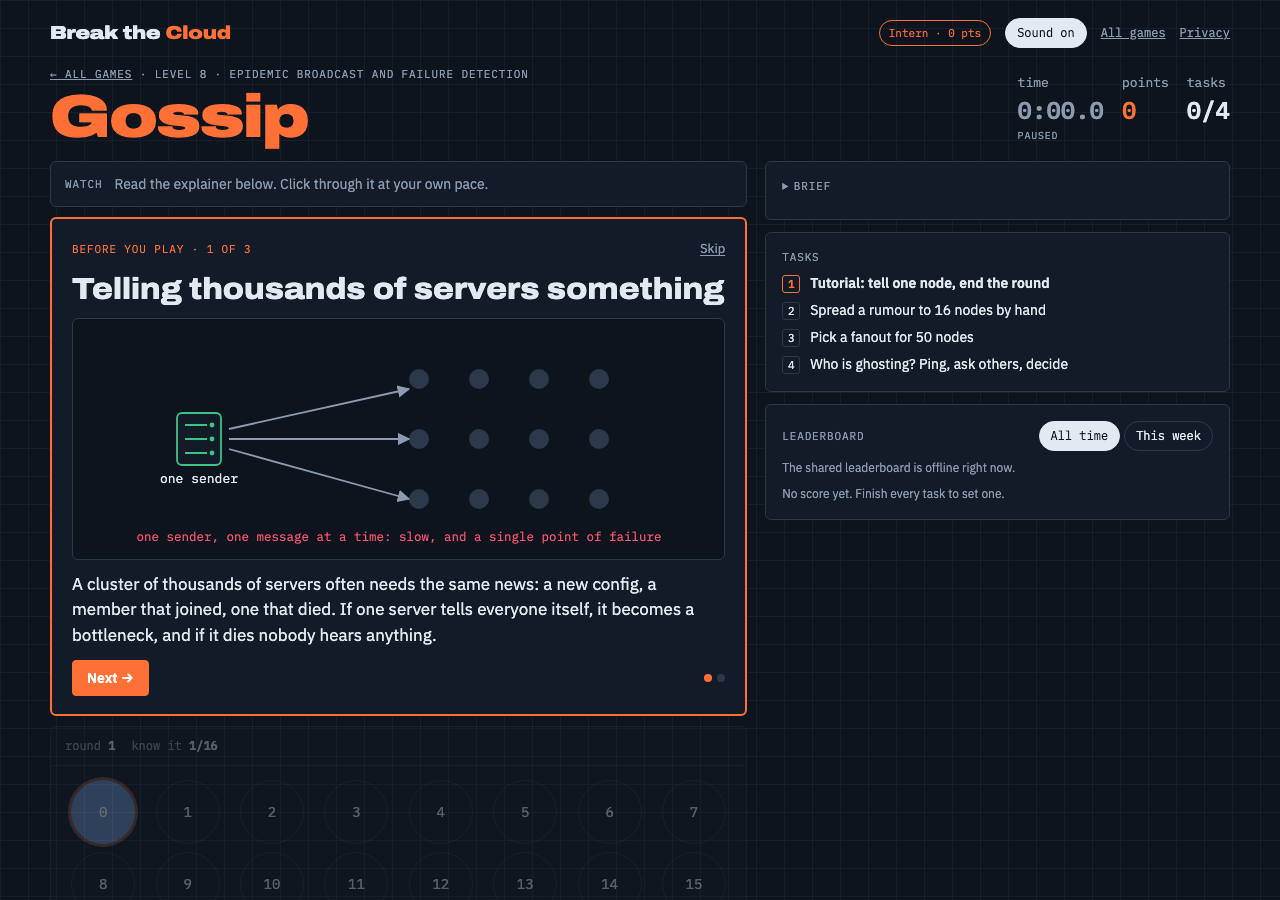 Break the Cloud
Intern · 0 pts
Sound on
All games
Privacy
← ALL GAMES · LEVEL 8 · EPIDEMIC BROADCAST AND FAILURE DETECTION
Gossip
time
points
tasks
0:00.0
0
0/4
PAUSED
WATCH Read the explainer below. Click through it at your own pace.
BEFORE YOU PLAY · 1 OF 3
Skip
Telling thousands of servers something
one sender
one sender, one message at a time: slow, and a single point of failure
A cluster of thousands of servers often needs the same news: a new config, a
member that joined, one that died. If one server tells everyone itself, it becomes a
bottleneck, and if it dies nobody hears anything.
Next →
round 1 know it 1/16
0 1 2 3 4 5 6 7
8 9 10 11 12 13 14 15
▶ BRIEF
TASKS
1 Tutorial: tell one node, end the round
2 Spread a rumour to 16 nodes by hand
3 Pick a fanout for 50 nodes
4 Who is ghosting? Ping, ask others, decide
LEADERBOARD
All time
This week
The shared leaderboard is offline right now.
No score yet. Finish every task to set one.